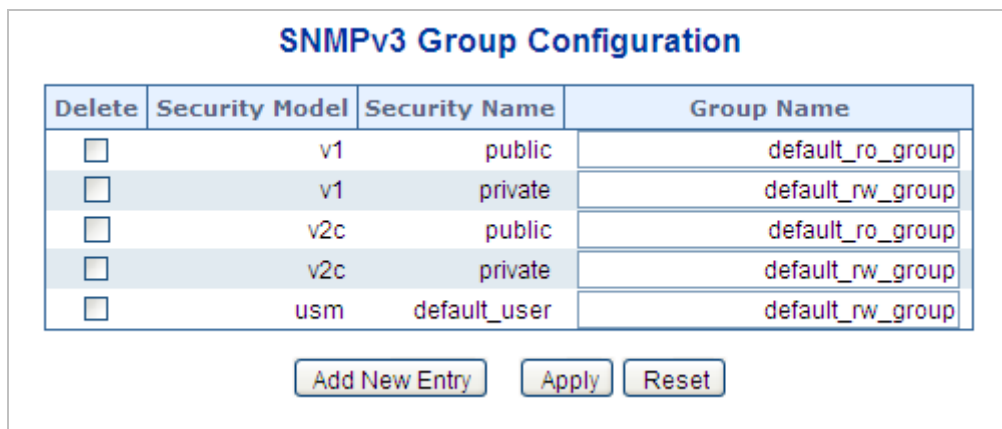 SNMPv3 Group Configuration
Delete Security Model Security Name Group Name
v1 public default_ro_group
v1 private default_rw_group
v2c public default_ro_group
v2c private default_rw_group
usm default_user default_rw_group
Add New Entry Apply Reset